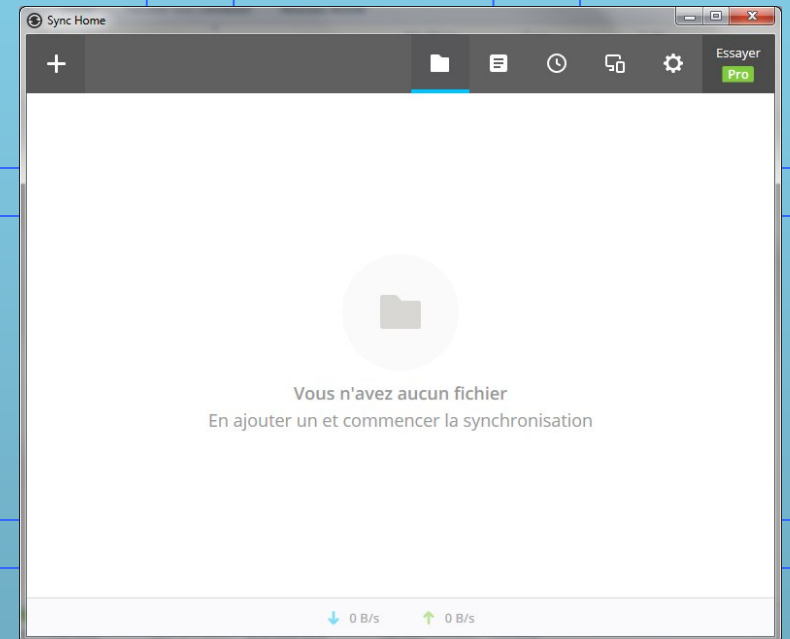 Sync Home
Essayer
Pro
Vous n'avez aucun fichier
En ajouter un et commencer la synchronisation
0 B/s
0 B/s